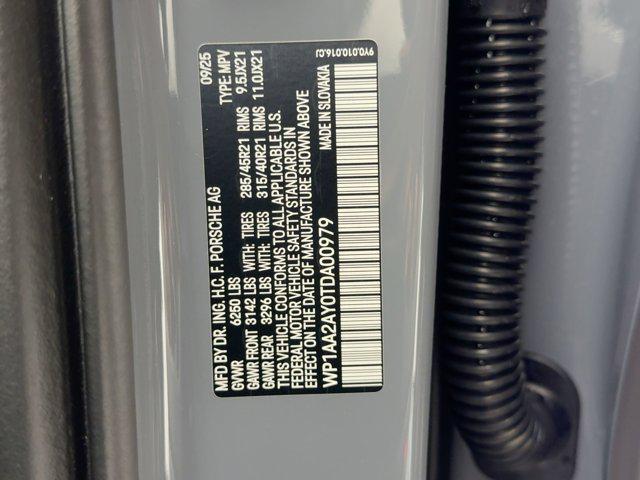 MFD BY DR. ING. H.C. F. PORSCHE AG 09/25
GVWR 6250 LBS TYPE: MPV
GAWR FRONT 3142 LBS WITH: TIRES 285/45R21 RIMS 9.5JX21
GAWR REAR 3296 LBS WITH: TIRES 315/40R21 RIMS 11.0JX21
THIS VEHICLE CONFORMS TO ALL APPLICABLE U.S.
FEDERAL MOTOR VEHICLE SAFETY STANDARDS IN
EFFECT ON THE DATE OF MANUFACTURE SHOWN ABOVE
WP1AA2AY0TDA00979 MADE IN SLOVAKIA
9Y0.010.016.CJ